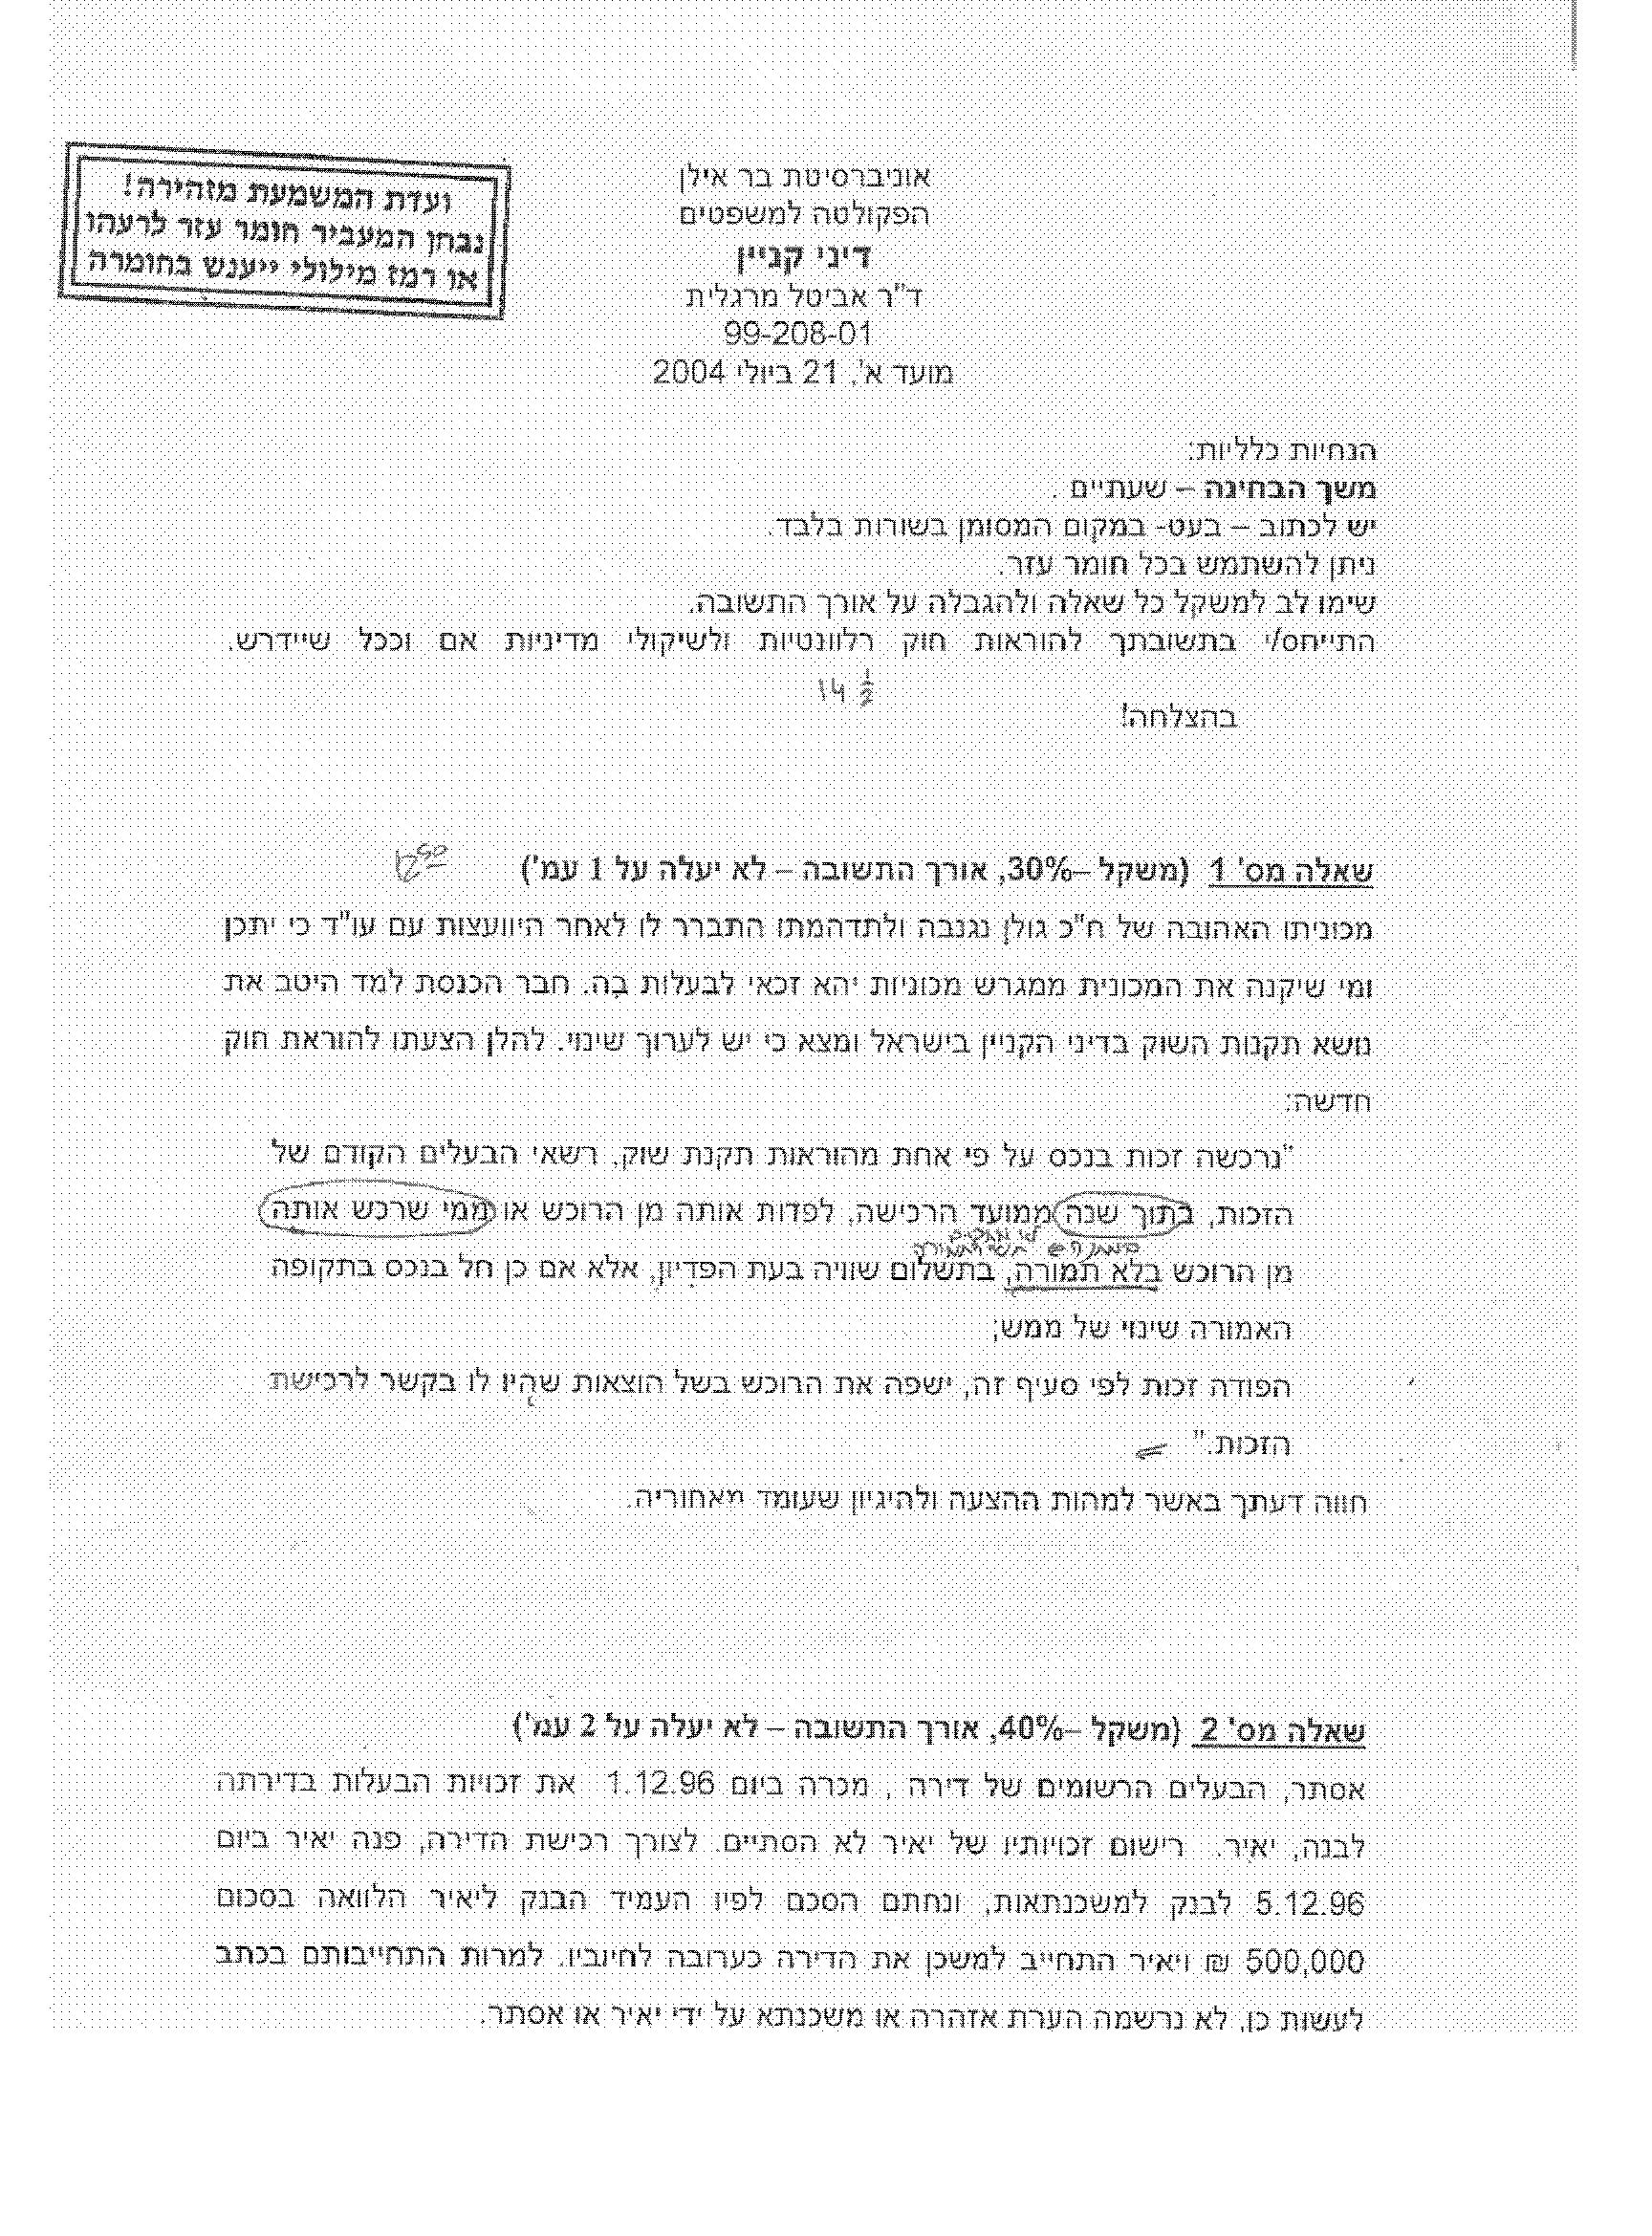 ועדת המשמעת מזהירה!
נבחן המעביר חומר עזר לרעהו
או רמז מילולי ייענש בחומרה
אוניברסיטת בר אילן
הפקולטה למשפטים
דיני קניין
ד"ר אביטל מרגלית
99-208-01
מועד א', 21 ביולי 2004
הנחיות כלליות:
משך הבחינה – שעתיים .
יש לכתוב – בעט- במקום המסומן בשורות בלבד.
ניתן להשתמש בכל חומר עזר.
שימו לב למשקל כל שאלה ולהגבלה על אורך התשובה.
התייחס/י בתשובתך להוראות חוק רלוונטיות ולשיקולי מדיניות אם וככל שיידרש.
14 ½
בהצלחה!
שאלה מס' 1 (משקל –30%, אורך התשובה – לא יעלה על 1 עמ')
מכוניתו האהובה של ח"כ גולן נגנבה ולתדהמתו התברר לו לאחר היוועצות עם עו"ד כי יתכן
ומי שיקנה את המכונית ממגרש מכוניות יהא זכאי לבעלות בה. חבר הכנסת למד היטב את
נושא תקנות השוק בדיני הקניין בישראל ומצא כי יש לערוך שינוי. להלן הצעתו להוראת חוק
חדשה:
"נרכשה זכות בנכס על פי אחת מהוראות תקנת שוק, רשאי הבעלים הקודם של
הזכות, בתוך שנה ממועד הרכישה, לפדות אותה מן הרוכש או ממי שרכש אותה
מן הרוכש בלא תמורה, בתשלום שוויה בעת הפדיון, אלא אם כן חל בנכס בתקופה
האמורה שינוי של ממש;
הפודה זכות לפי סעיף זה, ישפה את הרוכש בשל הוצאות שהיו לו בקשר לרכישת
הזכות."
חווה דעתך באשר למהות ההצעה ולהיגיון שעומד מאחוריה.
שאלה מס' 2 (משקל –40%, אורך התשובה – לא יעלה על 2 עמ')
אסתר, הבעלים הרשומים של דירה , מכרה ביום 1.12.96 את זכויות הבעלות בדירתה
לבנה, יאיר. רישום זכויותיו של יאיר לא הסתיים. לצורך רכישת הדירה, פנה יאיר ביום
5.12.96 לבנק למשכנתאות, ונחתם הסכם לפיו העמיד הבנק ליאיר הלוואה בסכום
500,000 ₪ ויאיר התחייב למשכן את הדירה כערובה לחיוביו. למרות התחייבותם בכתב
לעשות כן, לא נרשמה הערת אזהרה או משכנתא על ידי יאיר או אסתר.